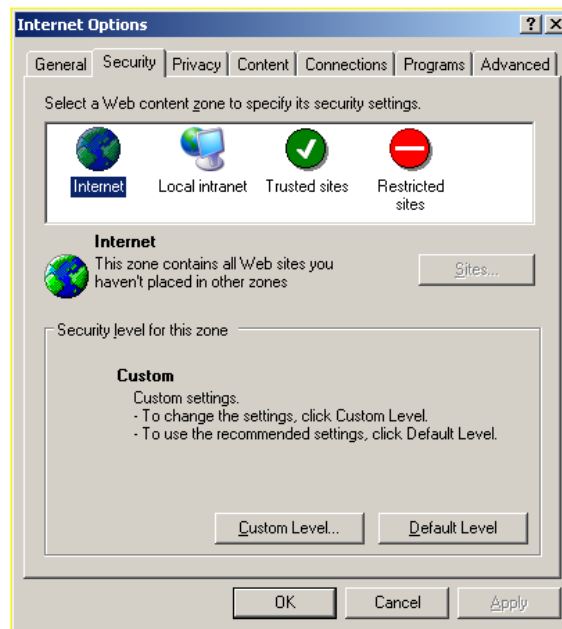 Internet Options
General Security Privacy Content Connections Programs Advanced
Select a Web content zone to specify its security settings.
Internet Local intranet Trusted sites Restricted
sites
Internet
This zone contains all Web sites you
haven't placed in other zones
Sites...
Security level for this zone
Custom
Custom settings.
- To change the settings, click Custom Level.
- To use the recommended settings, click Default Level.
Custom Level... Default Level
OK Cancel Apply